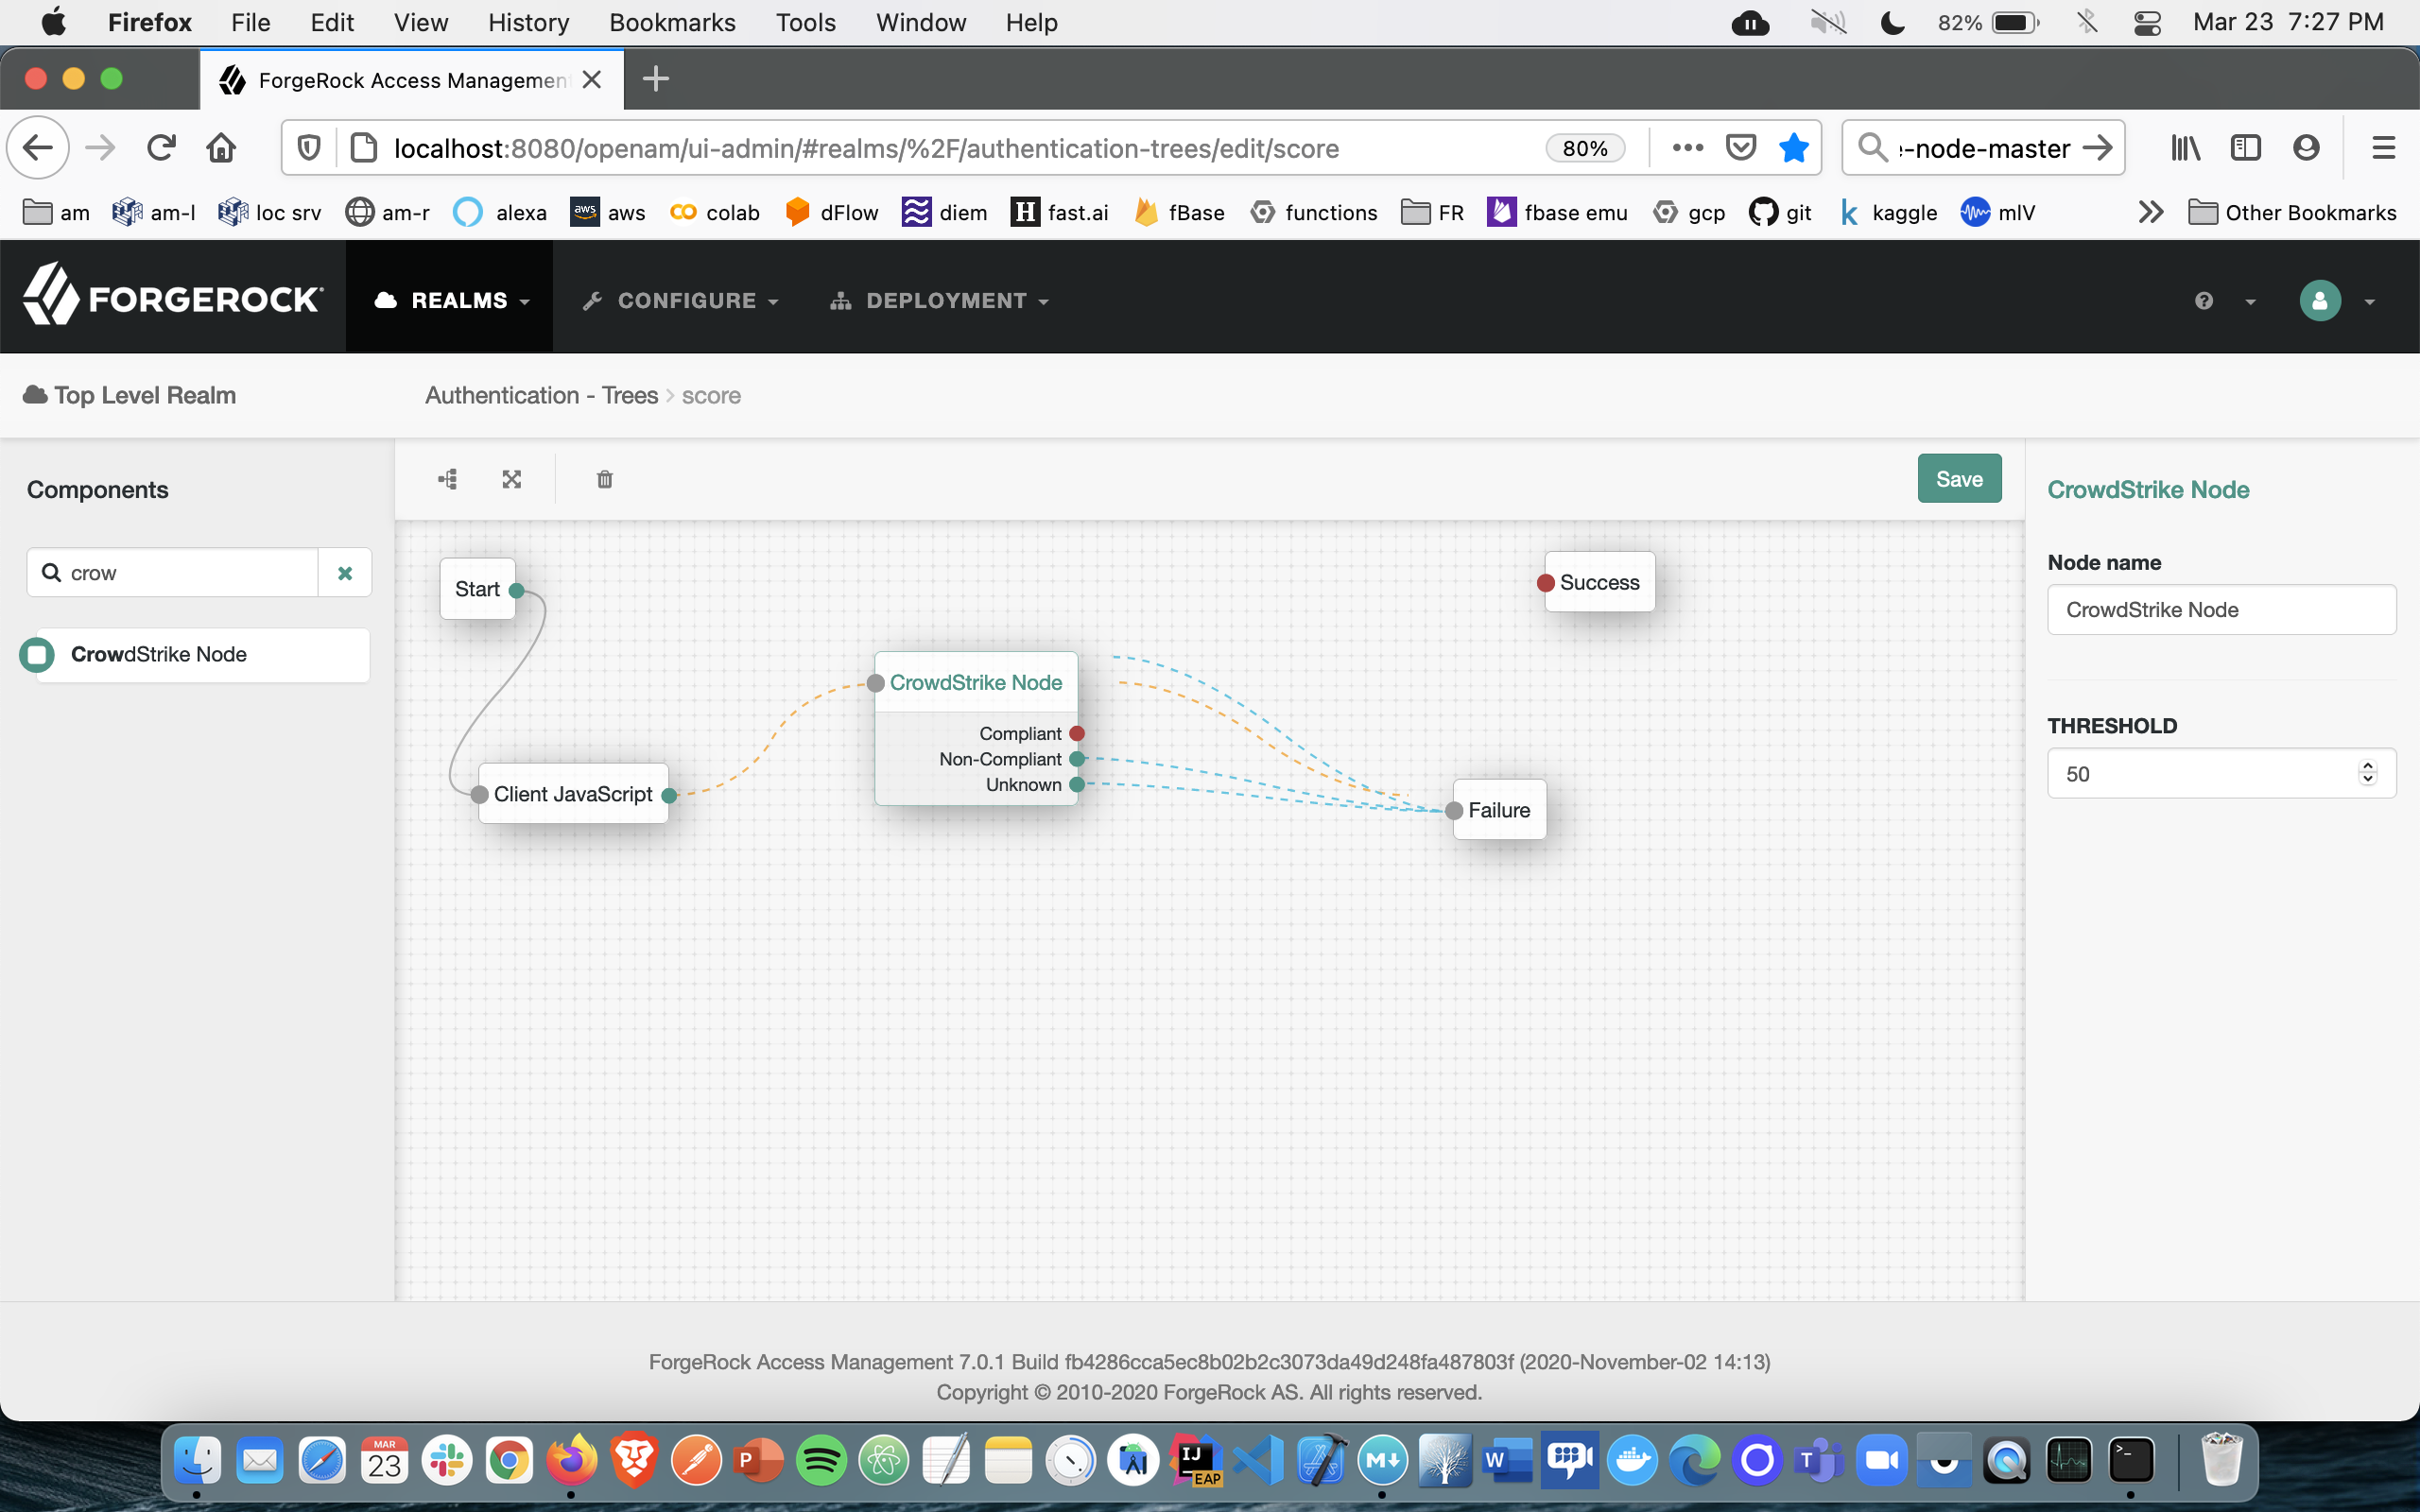 Firefox File Edit View History Bookmarks Tools Window Help 82% Mar 23 7:27 PM
ForgeRock Access Managemen
localhost:8080/openam/ui-admin/#realms/%2F/authentication-trees/edit/score 80% -node-master
am am-l loc srv am-r alexa aws colab dFlow diem fast.ai fBase functions FR fbase emu gcp git kaggle mlV Other Bookmarks
FORGEROCK REALMS CONFIGURE DEPLOYMENT
Top Level Realm Authentication - Trees > score
Components
Save
CrowdStrike Node
crow
CrowdStrike Node
Start
Success
CrowdStrike Node
Compliant
Non-Compliant
Unknown
Client JavaScript
Failure
Node name
CrowdStrike Node
THRESHOLD
50
ForgeRock Access Management 7.0.1 Build fb4286cca5ec8b02b2c3073da49d248fa487803f (2020-November-02 14:13)
Copyright © 2010-2020 ForgeRock AS. All rights reserved.
MAR
23
P
IJ
EAP
M
W
T
>_